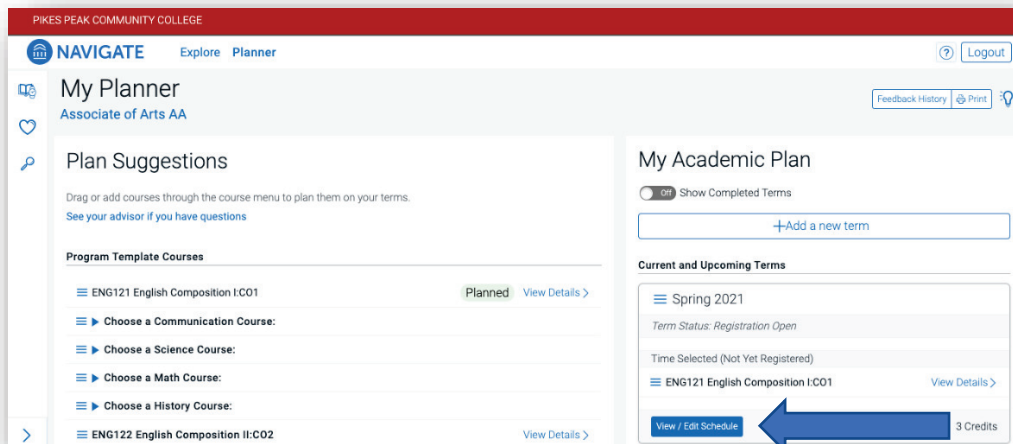 PIKES PEAK COMMUNITY COLLEGE
NAVIGATE Explore Planner ? Logout
My Planner
Associate of Arts AA
Feedback History Print
Plan Suggestions
Drag or add courses through the course menu to plan them on your terms.
See your advisor if you have questions
Program Template Courses
ENG121 English Composition I:CO1 Planned View Details >
Choose a Communication Course:
Choose a Science Course:
Choose a Math Course:
Choose a History Course:
ENG122 English Composition II:CO2 View Details >
My Academic Plan
Off Show Completed Terms
+Add a new term
Current and Upcoming Terms
Spring 2021
Term Status: Registration Open
Time Selected (Not Yet Registered)
ENG121 English Composition I:CO1 View Details >
View / Edit Schedule 3 Credits